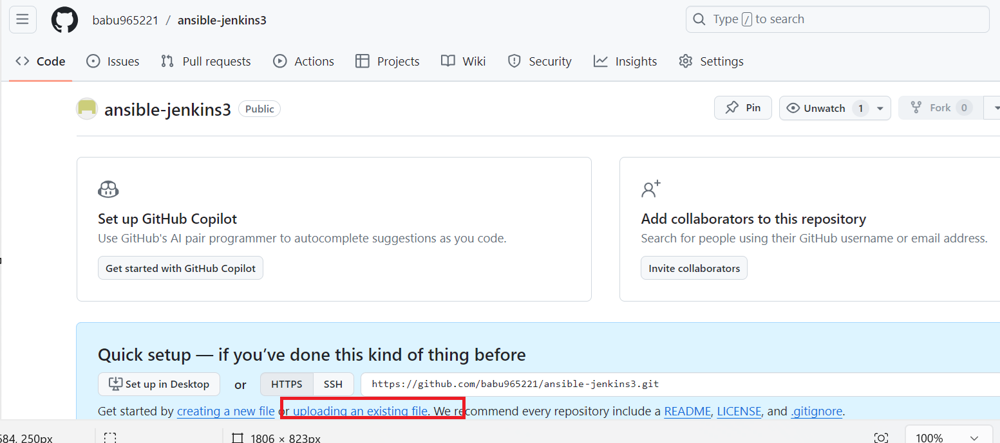 babu965221 / ansible-jenkins3
Type / to search
Code Issues Pull requests Actions Projects Wiki Security Insights Settings
ansible-jenkins3 Public
Pin Unwatch 1 Fork 0
Set up GitHub Copilot
Use GitHub's AI pair programmer to autocomplete suggestions as you code.
Get started with GitHub Copilot
Add collaborators to this repository
Search for people using their GitHub username or email address.
Invite collaborators
Quick setup — if you’ve done this kind of thing before
Set up in Desktop or HTTPS SSH https://github.com/babu965221/ansible-jenkins3.git
Get started by creating a new file or uploading an existing file. We recommend every repository include a README, LICENSE, and .gitignore.
584, 250px 1806 × 823px 100%